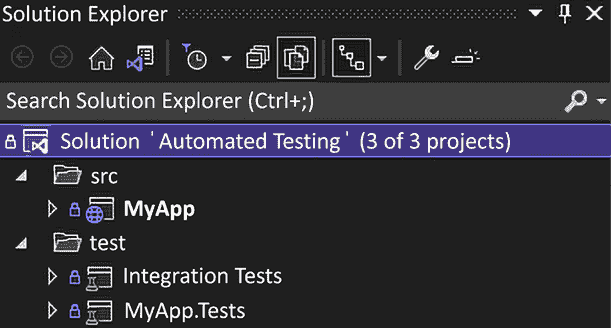 Solution Explorer
Search Solution Explorer (Ctrl+;)
Solution 'Automated Testing' (3 of 3 projects)
src
MyApp
test
Integration Tests
MyApp.Tests